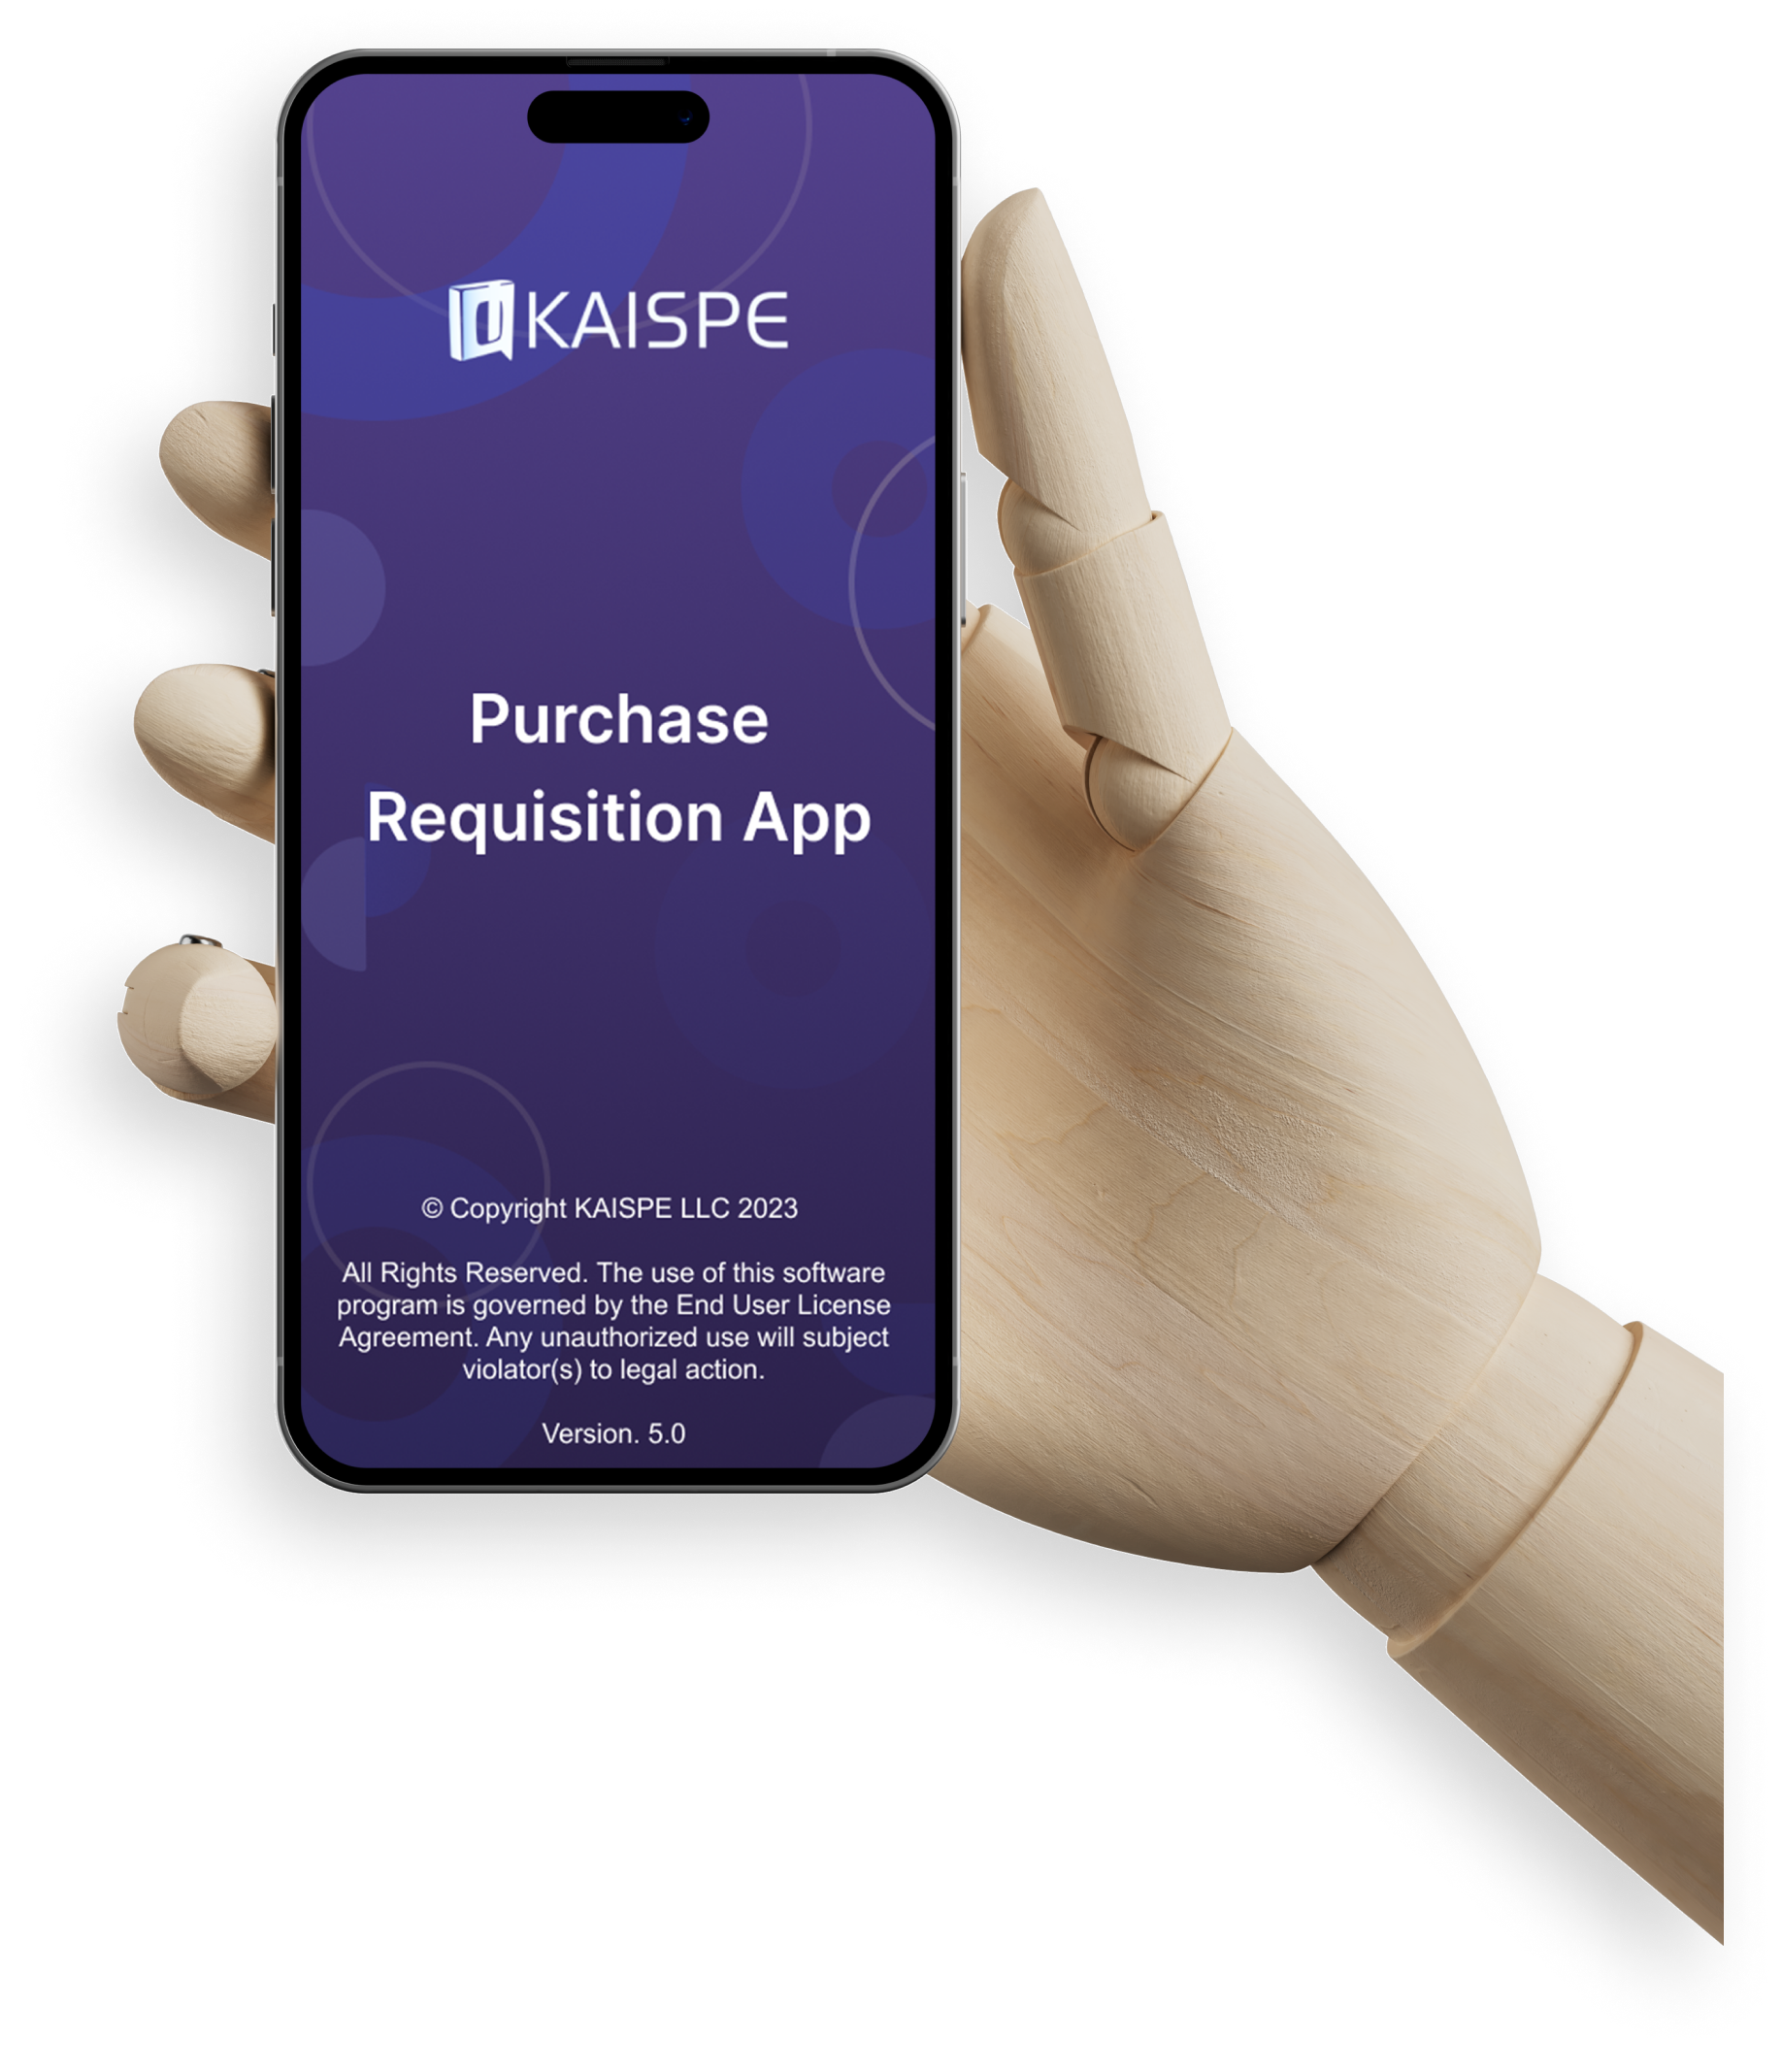 KAISPE
Purchase
Requisition App
© Copyright KAISPE LLC 2023
All Rights Reserved. The use of this software
program is governed by the End User License
Agreement. Any unauthorized use will subject
violator(s) to legal action.
Version. 5.0